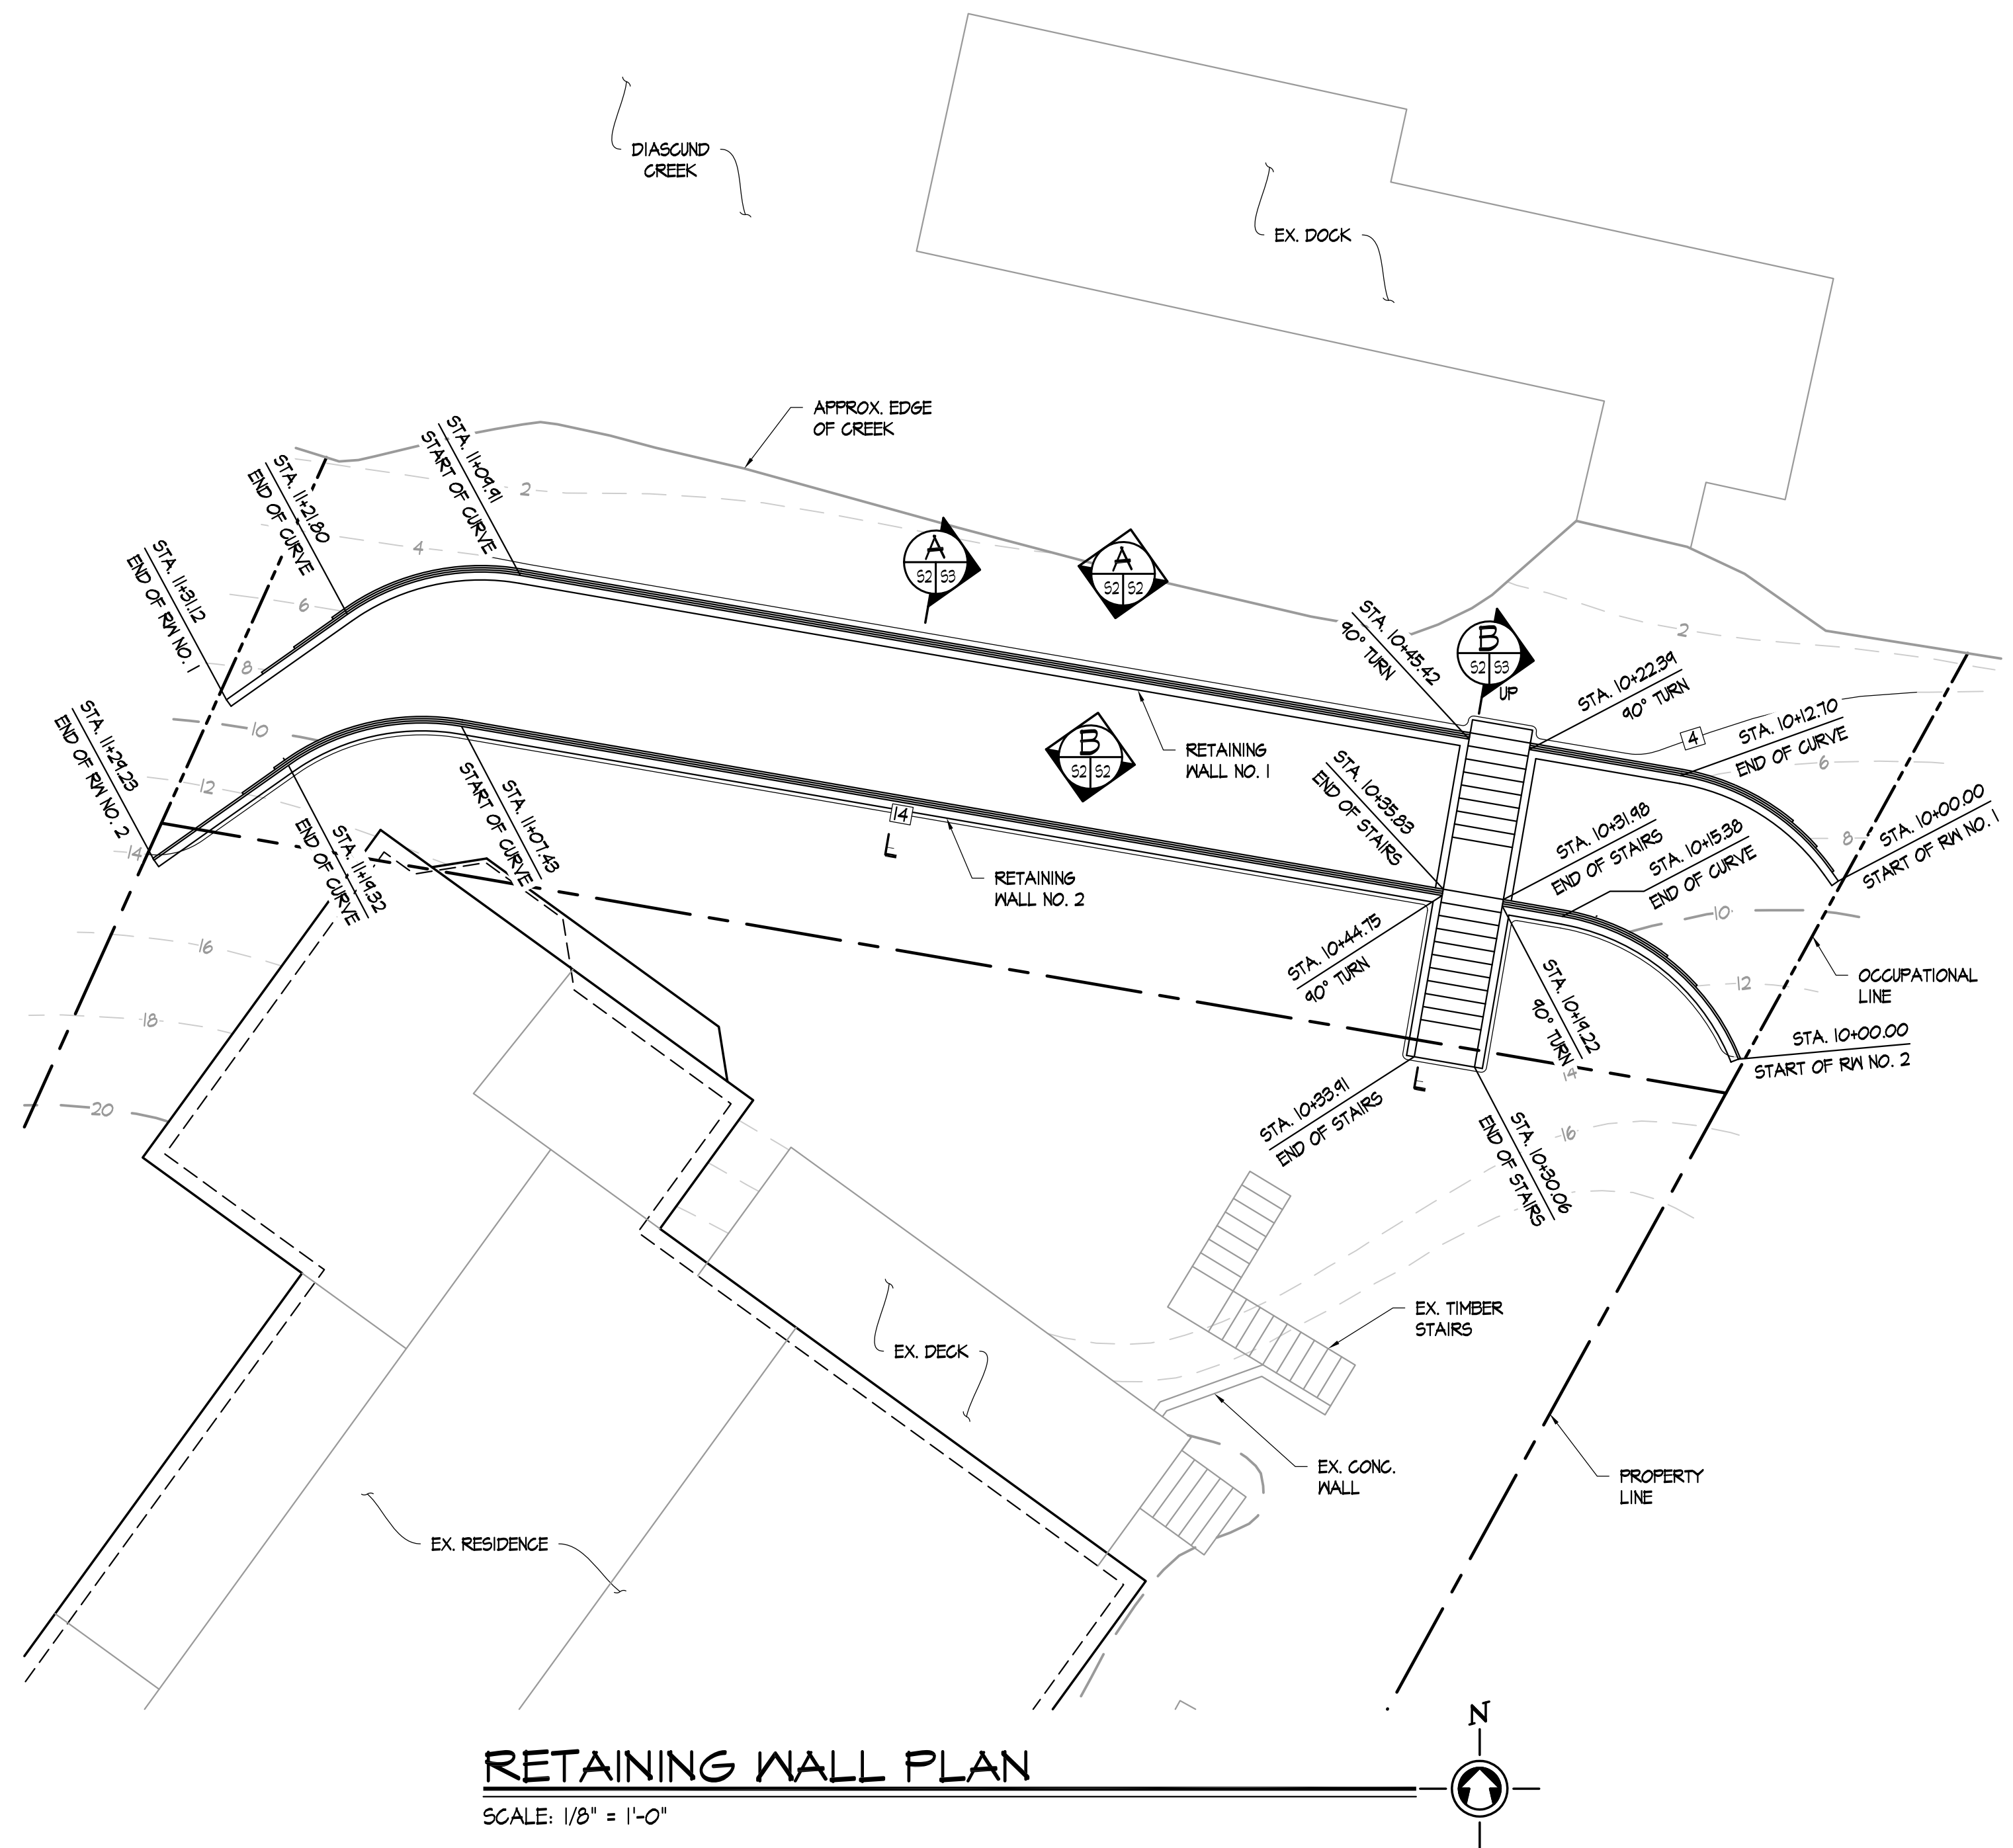 DIASCUND
CREEK
EX. DOCK
APPROX. EDGE
OF CREEK
STA. 11+09.91
START OF CURVE
STA. 11+21.80
END OF CURVE
STA. 11+31.12
END OF RW NO. 1
STA. 11+29.23
END OF RW NO. 2
2
4
6
8
10
12
14
16
18
20
A
S2 S3
A
S2 S2
B
S2 S3
UP
B
S2 S2
STA. 10+45.42
90° TURN
STA. 10+22.39
90° TURN
2
4
STA. 10+12.70
END OF CURVE
6
8
STA. 10+00.00
START OF RW NO. 1
RETAINING
WALL NO. 1
STA. 10+35.83
END OF STAIRS
STA. 10+31.98
END OF STAIRS
STA. 10+15.38
END OF CURVE
14
RETAINING
WALL NO. 2
STA. 11+19.32
END OF CURVE
STA. 11+07.43
START OF CURVE
STA. 10+44.75
90° TURN
STA. 10+19.22
90° TURN
10
12
14
16
OCCUPATIONAL
LINE
STA. 10+00.00
START OF RW NO. 2
STA. 10+33.91
END OF STAIRS
STA. 10+30.06
END OF STAIRS
EX. TIMBER
STAIRS
EX. DECK
EX. CONC.
WALL
PROPERTY
LINE
EX. RESIDENCE
N
RETAINING WALL PLAN
SCALE: 1/8" = 1'-0"